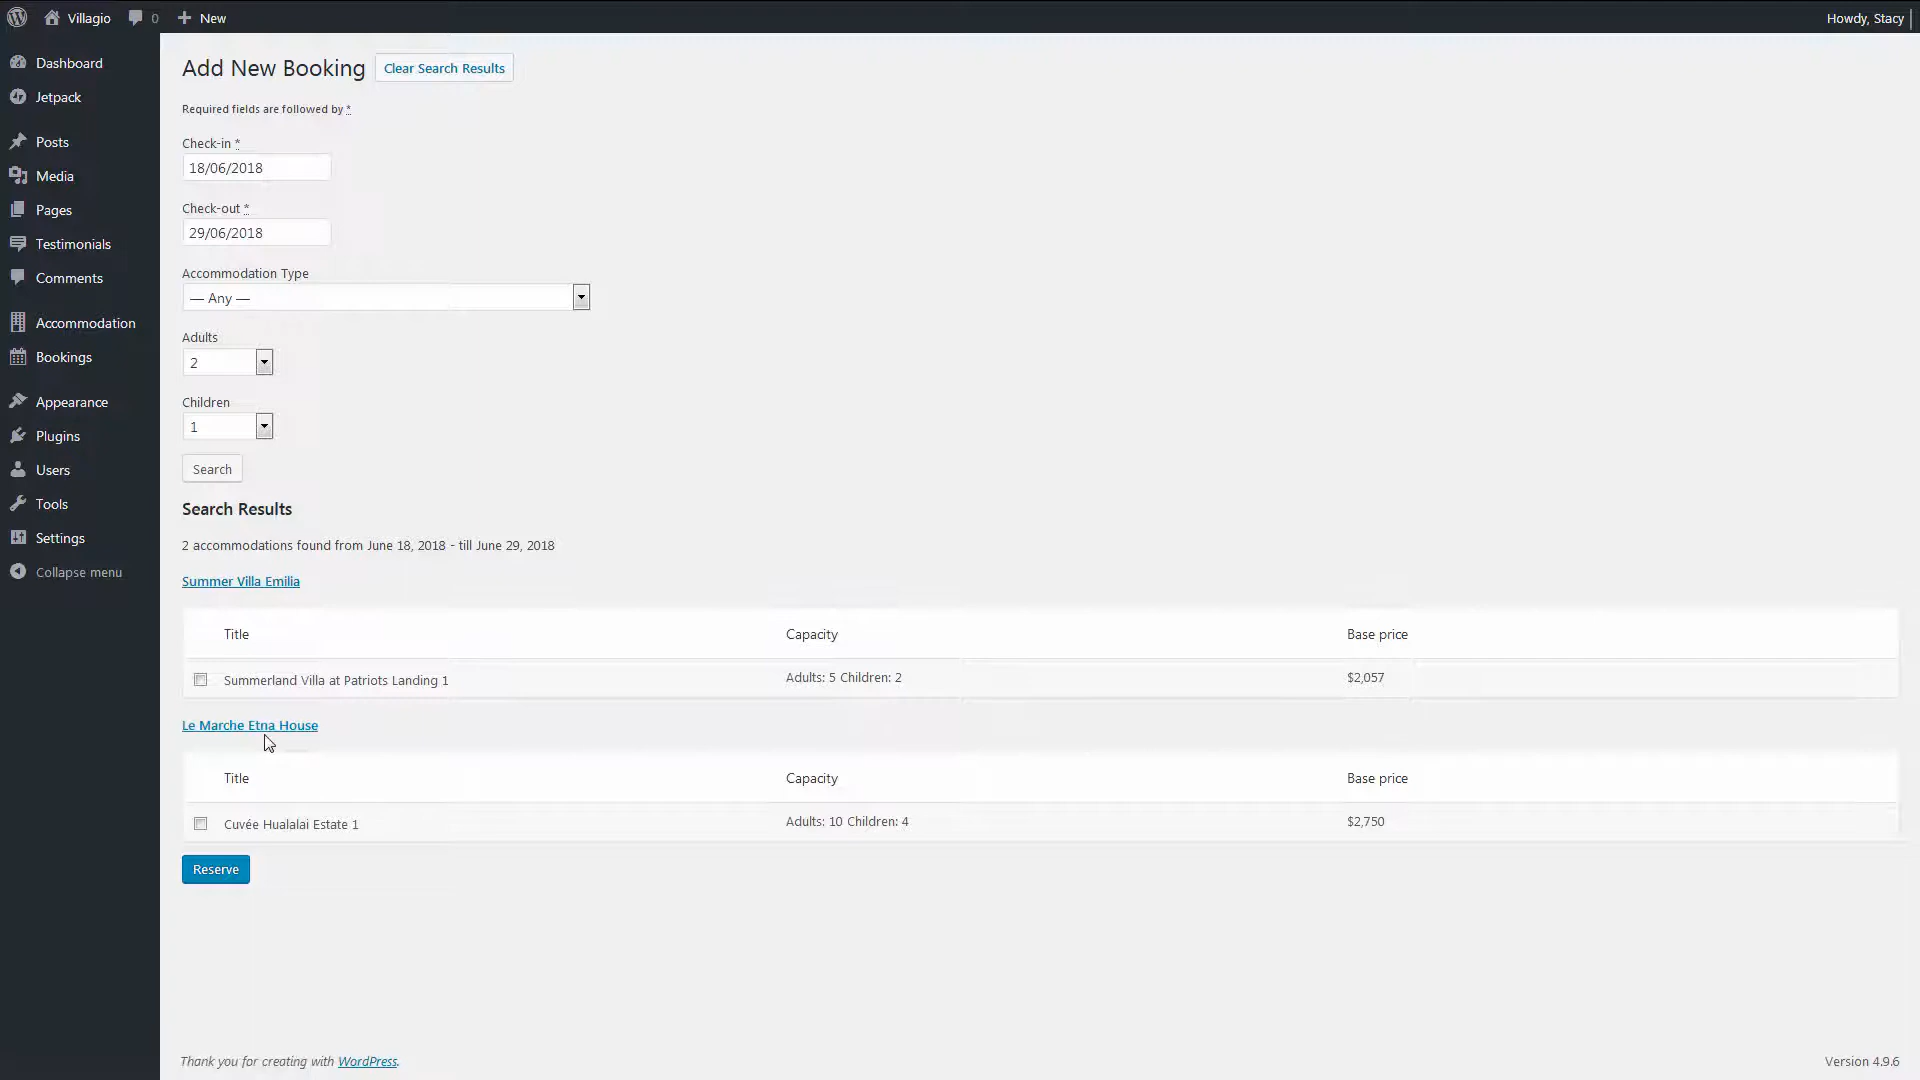 Villagio 0 New Howdy, Stacy
Dashboard
Jetpack
Posts
Media
Pages
Testimonials
Comments
Accommodation
Bookings
Appearance
Plugins
Users
Tools
Settings
Collapse menu
Add New Booking Clear Search Results
Required fields are followed by *
Check-in *
18/06/2018
Check-out *
29/06/2018
Accommodation Type
— Any —
Adults
2
Children
1
Search
Search Results
2 accommodations found from June 18, 2018 - till June 29, 2018
Summer Villa Emilia
Title Capacity Base price
Summerland Villa at Patriots Landing 1 Adults: 5 Children: 2 $2,057
Le Marche Etna House
Title Capacity Base price
Cuvée Hualalai Estate 1 Adults: 10 Children: 4 $2,750
Reserve
Thank you for creating with WordPress. Version 4.9.6